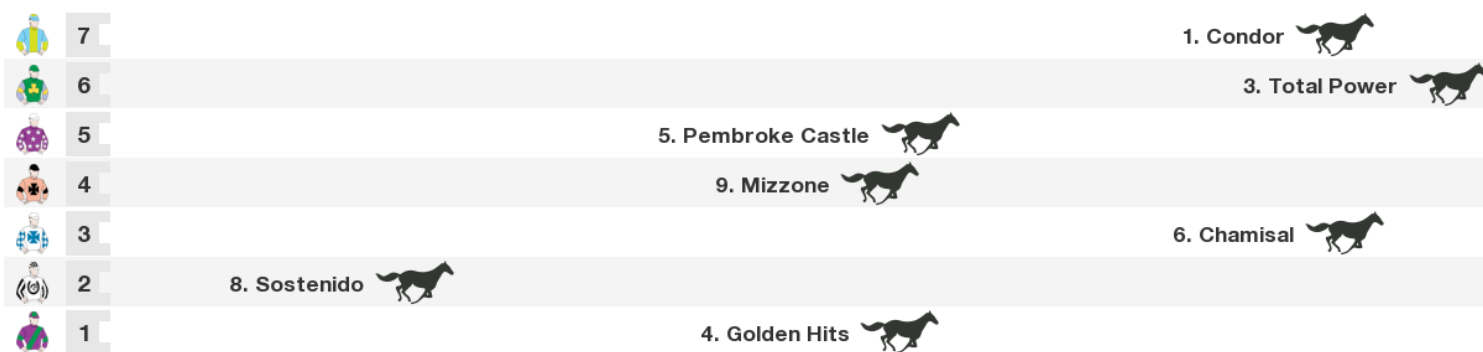 7 1. Condor
6 3. Total Power
5 5. Pembroke Castle
4 9. Mizzone
3 6. Chamisal
2 8. Sostenido
1 4. Golden Hits